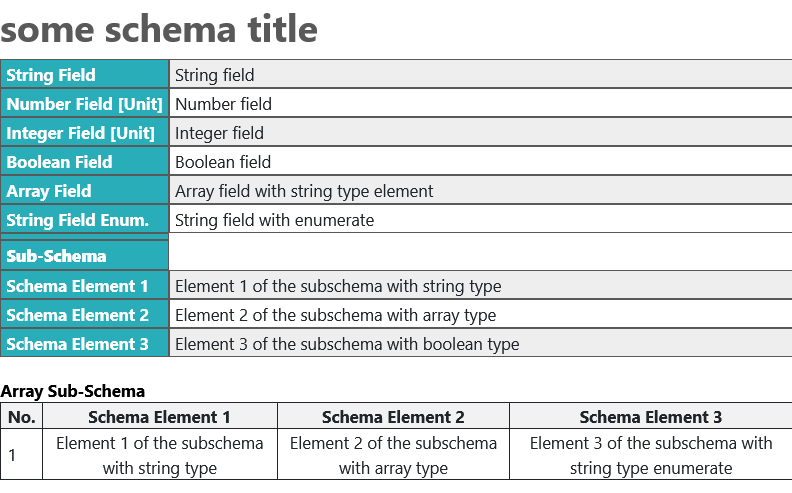 some schema title
String Field String field
Number Field [Unit] Number field
Integer Field [Unit] Integer field
Boolean Field Boolean field
Array Field Array field with string type element
String Field Enum. String field with enumerate
Sub-Schema
Schema Element 1 Element 1 of the subschema with string type
Schema Element 2 Element 2 of the subschema with array type
Schema Element 3 Element 3 of the subschema with boolean type
Array Sub-Schema
No. Schema Element 1 Schema Element 2 Schema Element 3
1 Element 1 of the subschema Element 2 of the subschema Element 3 of the subschema with
with string type with array type string type enumerate